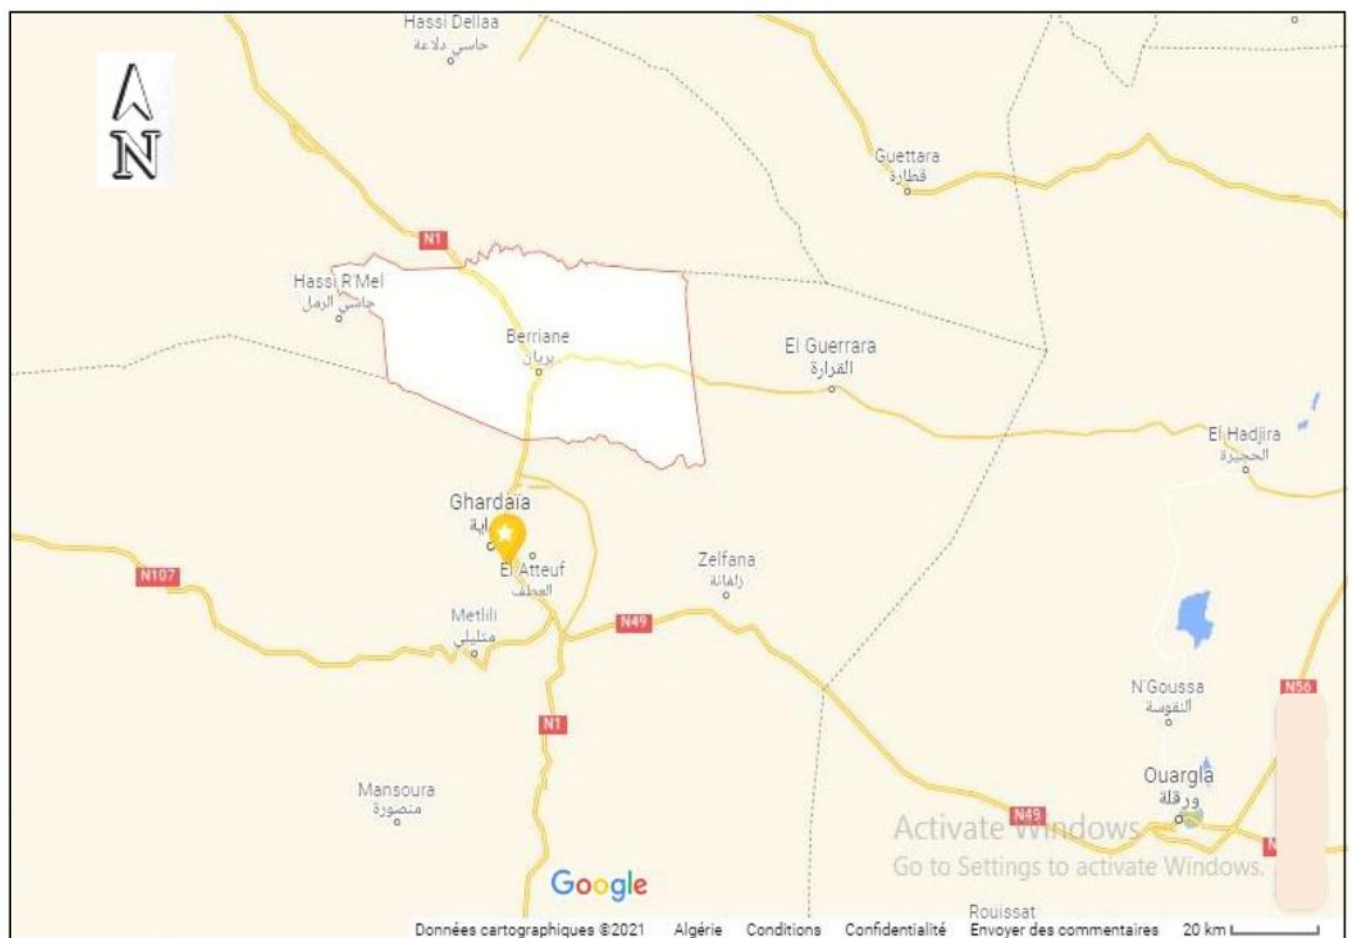 Hassi Dellaa
حاسي دلاعة
N
Guettara
قطارة
N1
Hassi R'Mel
حاسي الرمل
Berriane
بريان
El Guerrara
القرارة
El Hadjira
الحجيرة
Ghardaïa
El Atteuf
العطف
Zelfana
زلفانة
N107
Metlili
متليلي
N49
N'Goussa
النقوسة
N56
N1
Ouargla
ورقلة
Mansoura
منصورة
N49
Activate Windows
Go to Settings to activate Windows.
Google
Rouissat
Données cartographiques ©2021 Algérie Conditions Confidentialité Envoyer des commentaires 20 km